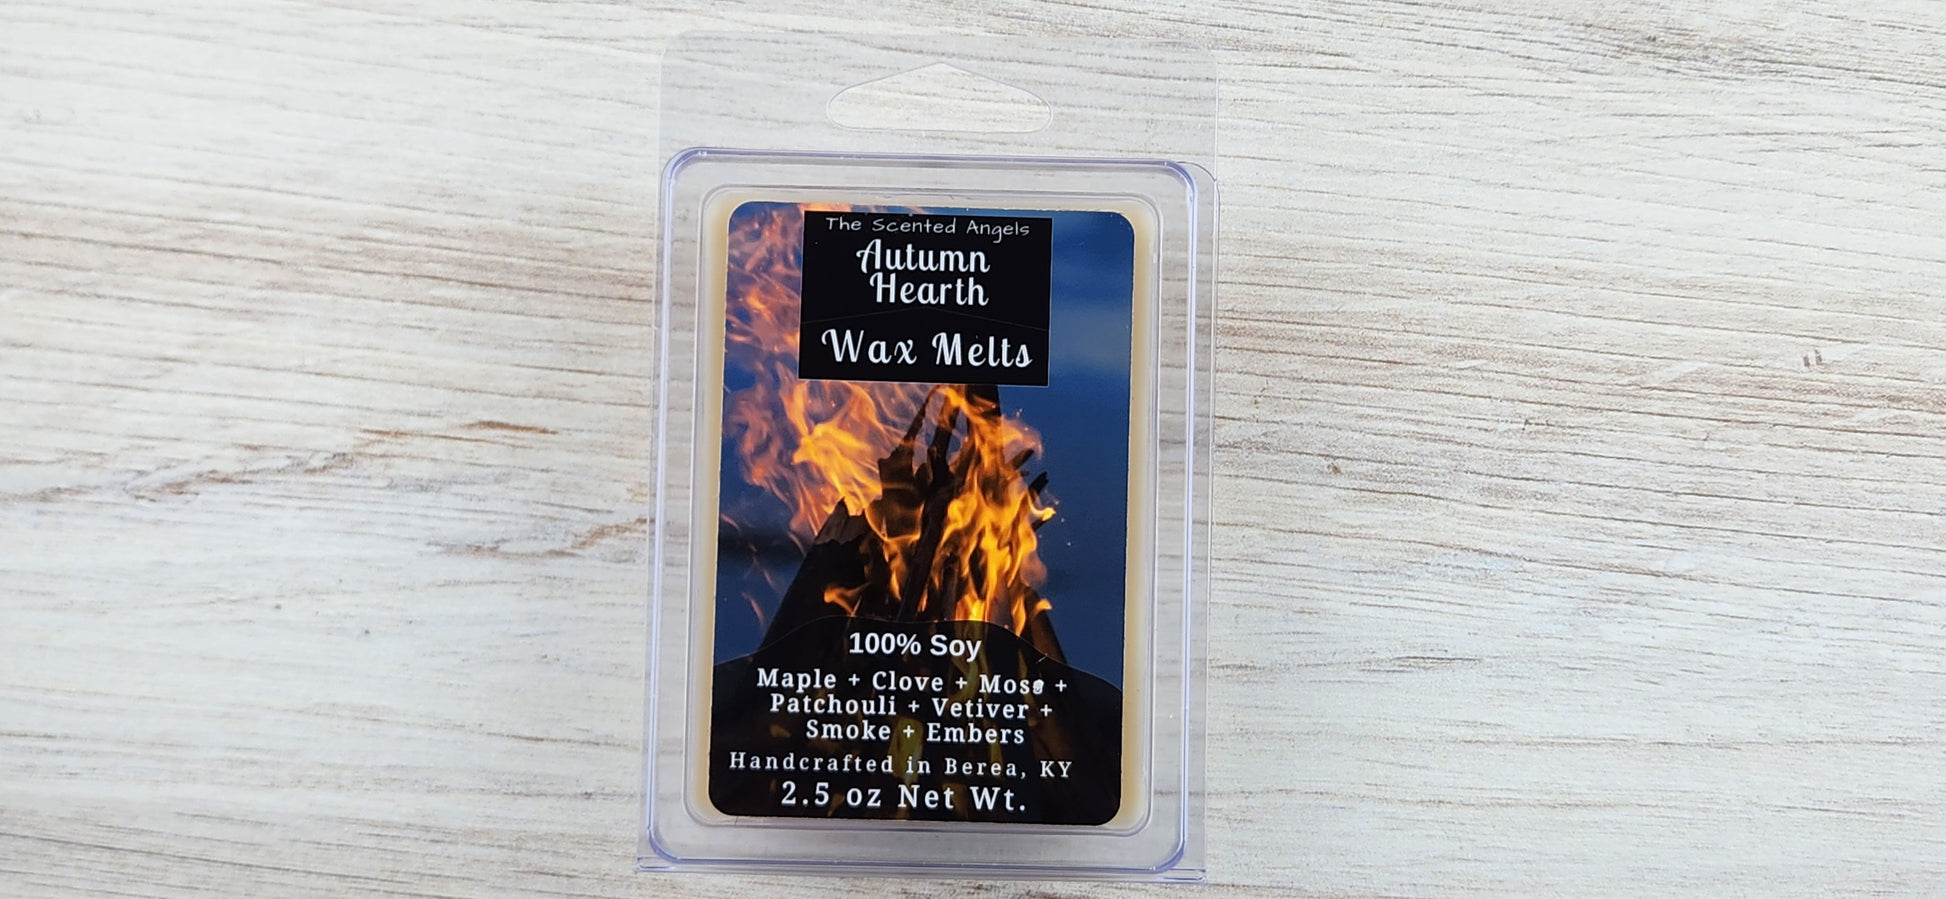 The Scented Angels
Autumn
Hearth
Wax Melts
100% Soy
Maple + Clove + Moss +
Patchouli + Vetiver +
Smoke + Embers
Handcrafted in Berea, KY
2.5 oz Net Wt.